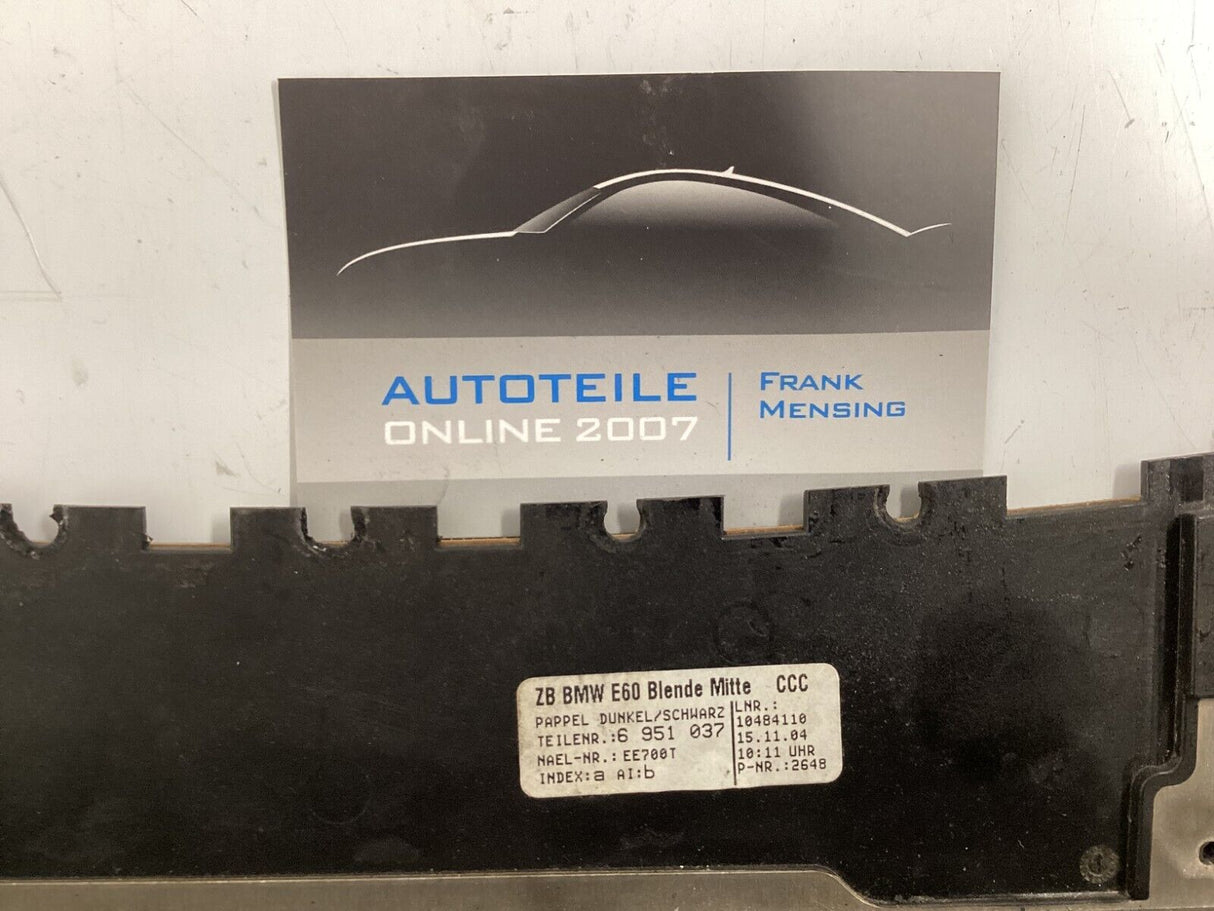 AUTOTEILE
ONLINE 2007
FRANK
MENSING
ZB BMW E60 Blende Mitte CCC
PAPPEL DUNKEL/SCHWARZ
TEILENR.:6 951 037
NAEL-NR.:EE700T
INDEX:a AI:b
LNR.:
10484110
15.11.04
10:11 UHR
P-NR.:2648